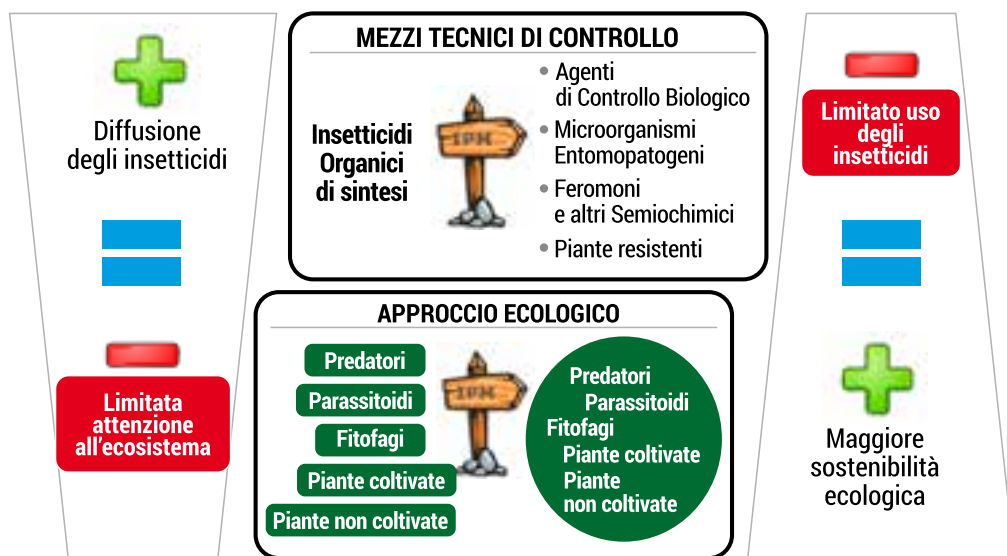 Diffusione
degli insetticidi
Limitata
attenzione
all'ecosistema
MEZZI TECNICI DI CONTROLLO
Insetticidi
Organici
di sintesi
IPM
• Agenti
di Controllo Biologico
• Microorganismi
Entomopatogeni
• Feromoni
e altri Semiochimici
• Piante resistenti
APPROCCIO ECOLOGICO
Predatori
Parassitoidi
Fitofagi
Piante coltivate
Piante non coltivate
IPM
Predatori
Parassitoidi
Fitofagi
Piante coltivate
Piante
non coltivate
Limitato uso
degli
insetticidi
Maggiore
sostenibilità
ecologica